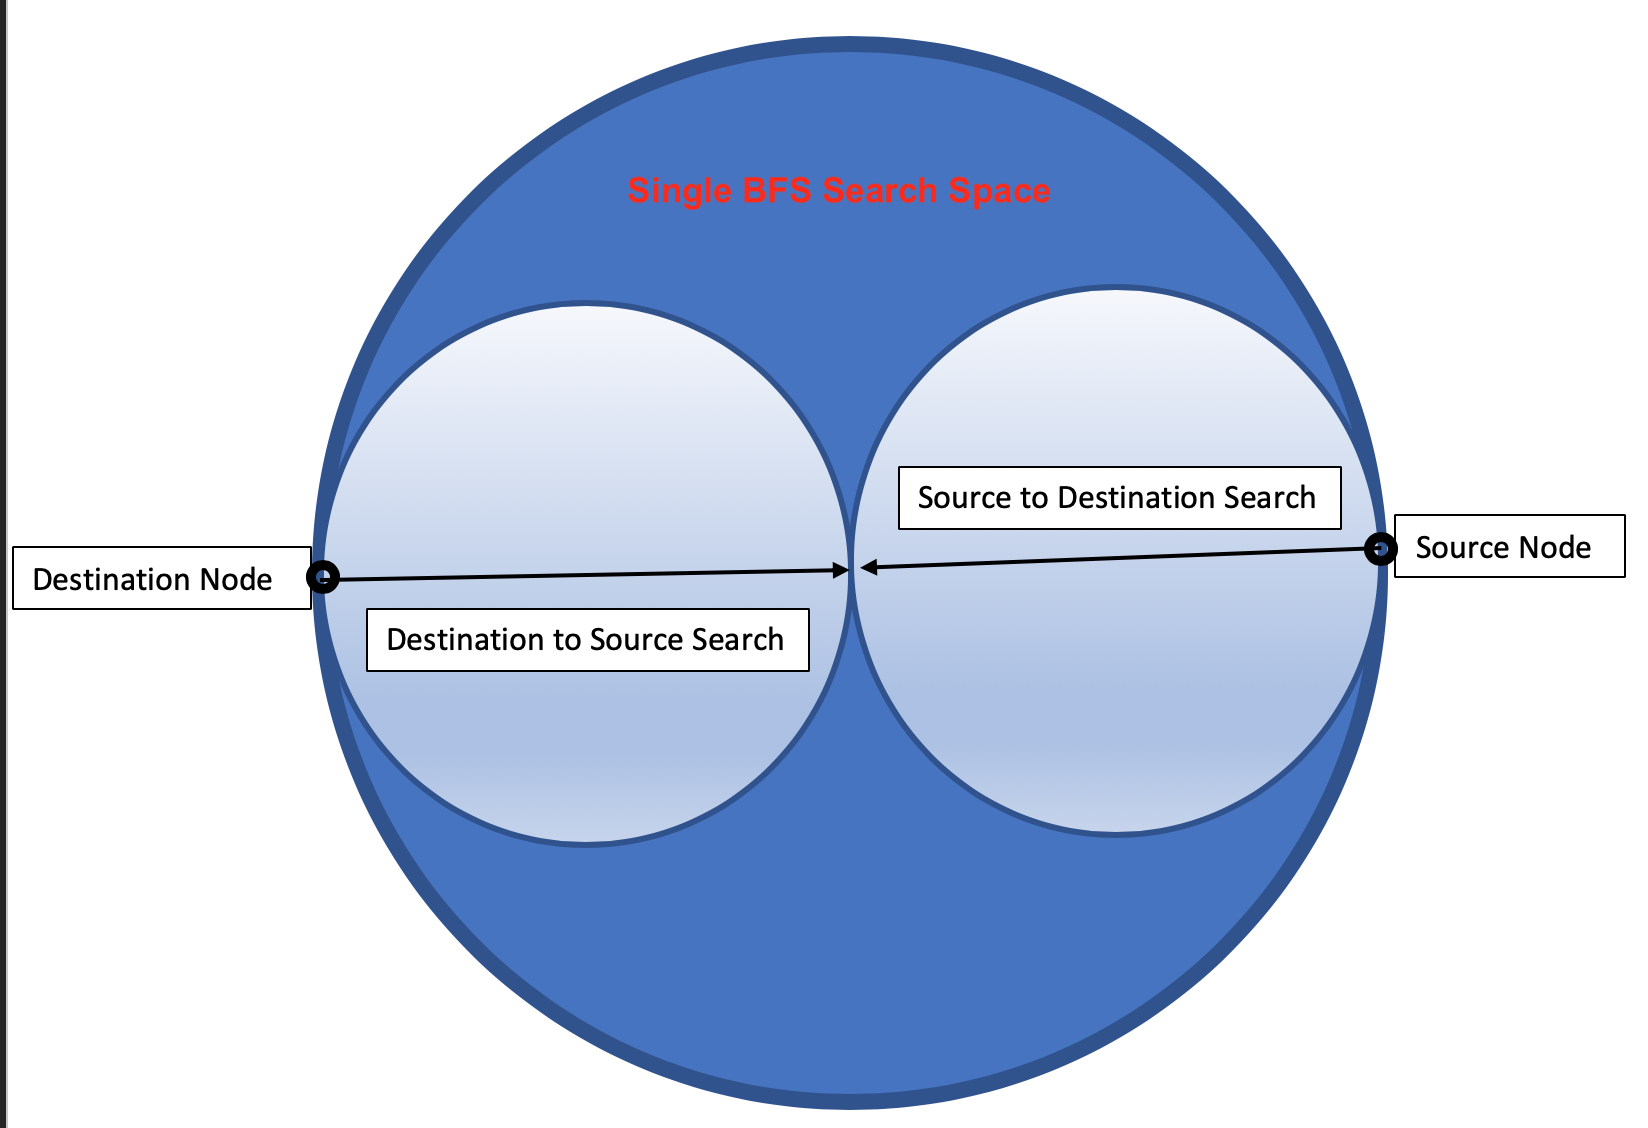 Single BFS Search Space
Source to Destination Search
Source Node
Destination Node
Destination to Source Search